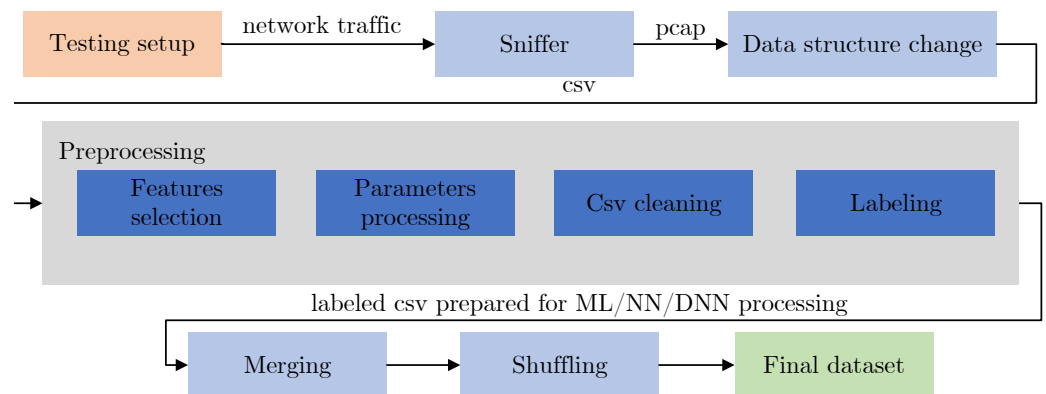 Testing setup
network traffic
Sniffer
pcap
Data structure change
csv
Preprocessing
Features
selection
Parameters
processing
Csv cleaning
Labeling
labeled csv prepared for ML/NN/DNN processing
Merging
Shuffling
Final dataset